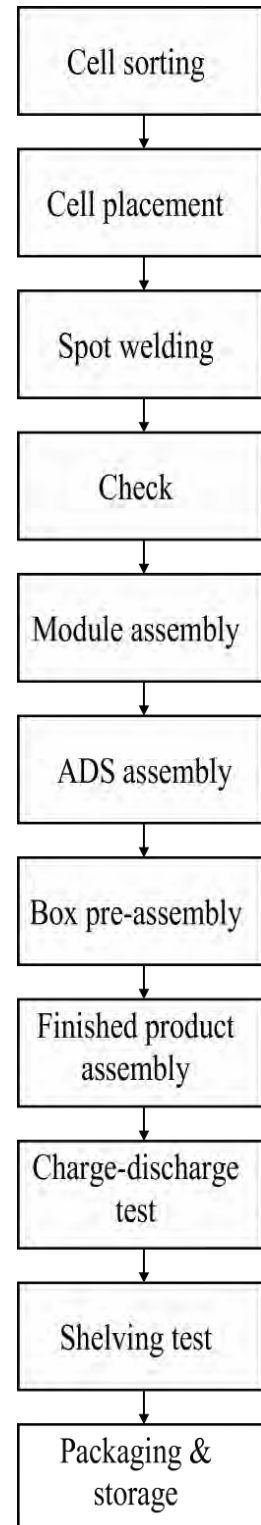 Cell sorting
Cell placement
Spot welding
Check
Module assembly
ADS assembly
Box pre-assembly
Finished product
assembly
Charge-discharge
test
Shelving test
Packaging &
storage